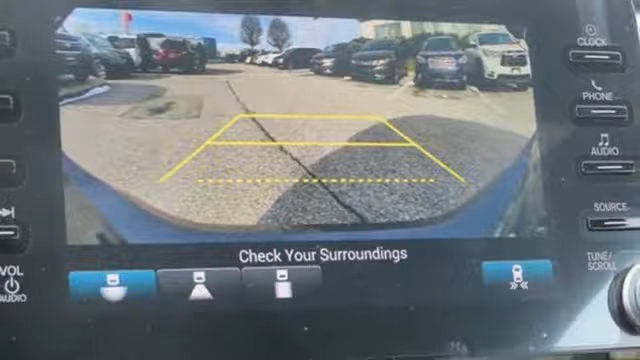 CLOCK
PHONE
AUDIO
SOURCE
TUNE/
SCROLL
Check Your Surroundings
VOL
AUDIO